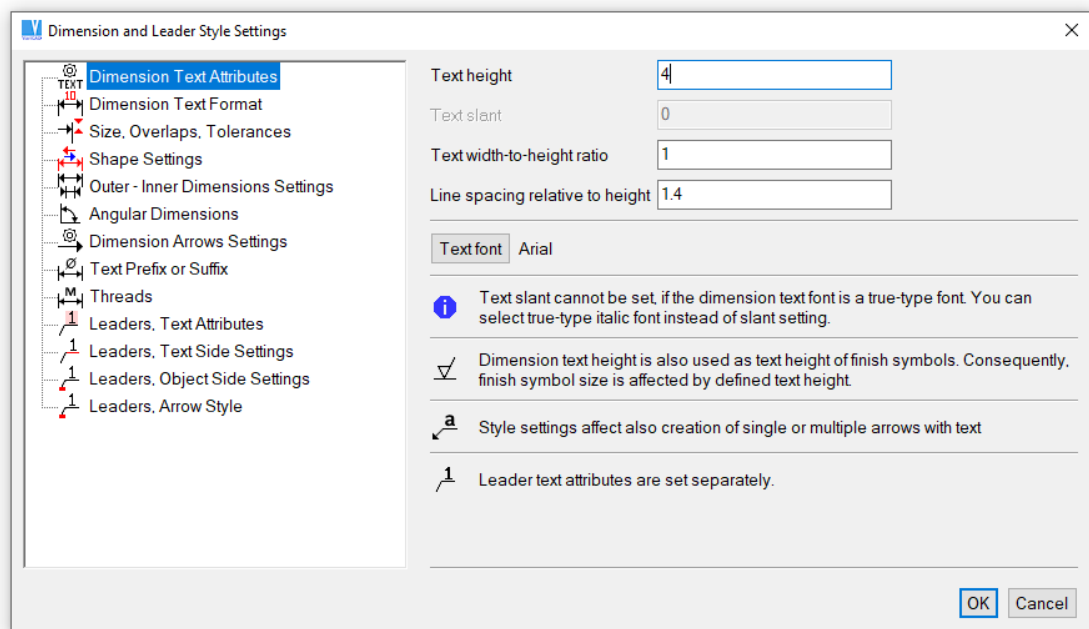 Dimension and Leader Style Settings
TEXT Dimension Text Attributes
10 Dimension Text Format
Size, Overlaps, Tolerances
Shape Settings
Outer - Inner Dimensions Settings
Angular Dimensions
Dimension Arrows Settings
Ø Text Prefix or Suffix
M Threads
1 Leaders, Text Attributes
1 Leaders, Text Side Settings
1 Leaders, Object Side Settings
1 Leaders, Arrow Style
Text height 4
Text slant 0
Text width-to-height ratio 1
Line spacing relative to height 1.4
Text font Arial
i Text slant cannot be set, if the dimension text font is a true-type font. You can
select true-type italic font instead of slant setting.
Dimension text height is also used as text height of finish symbols. Consequently,
finish symbol size is affected by defined text height.
a Style settings affect also creation of single or multiple arrows with text
1 Leader text attributes are set separately.
OK Cancel